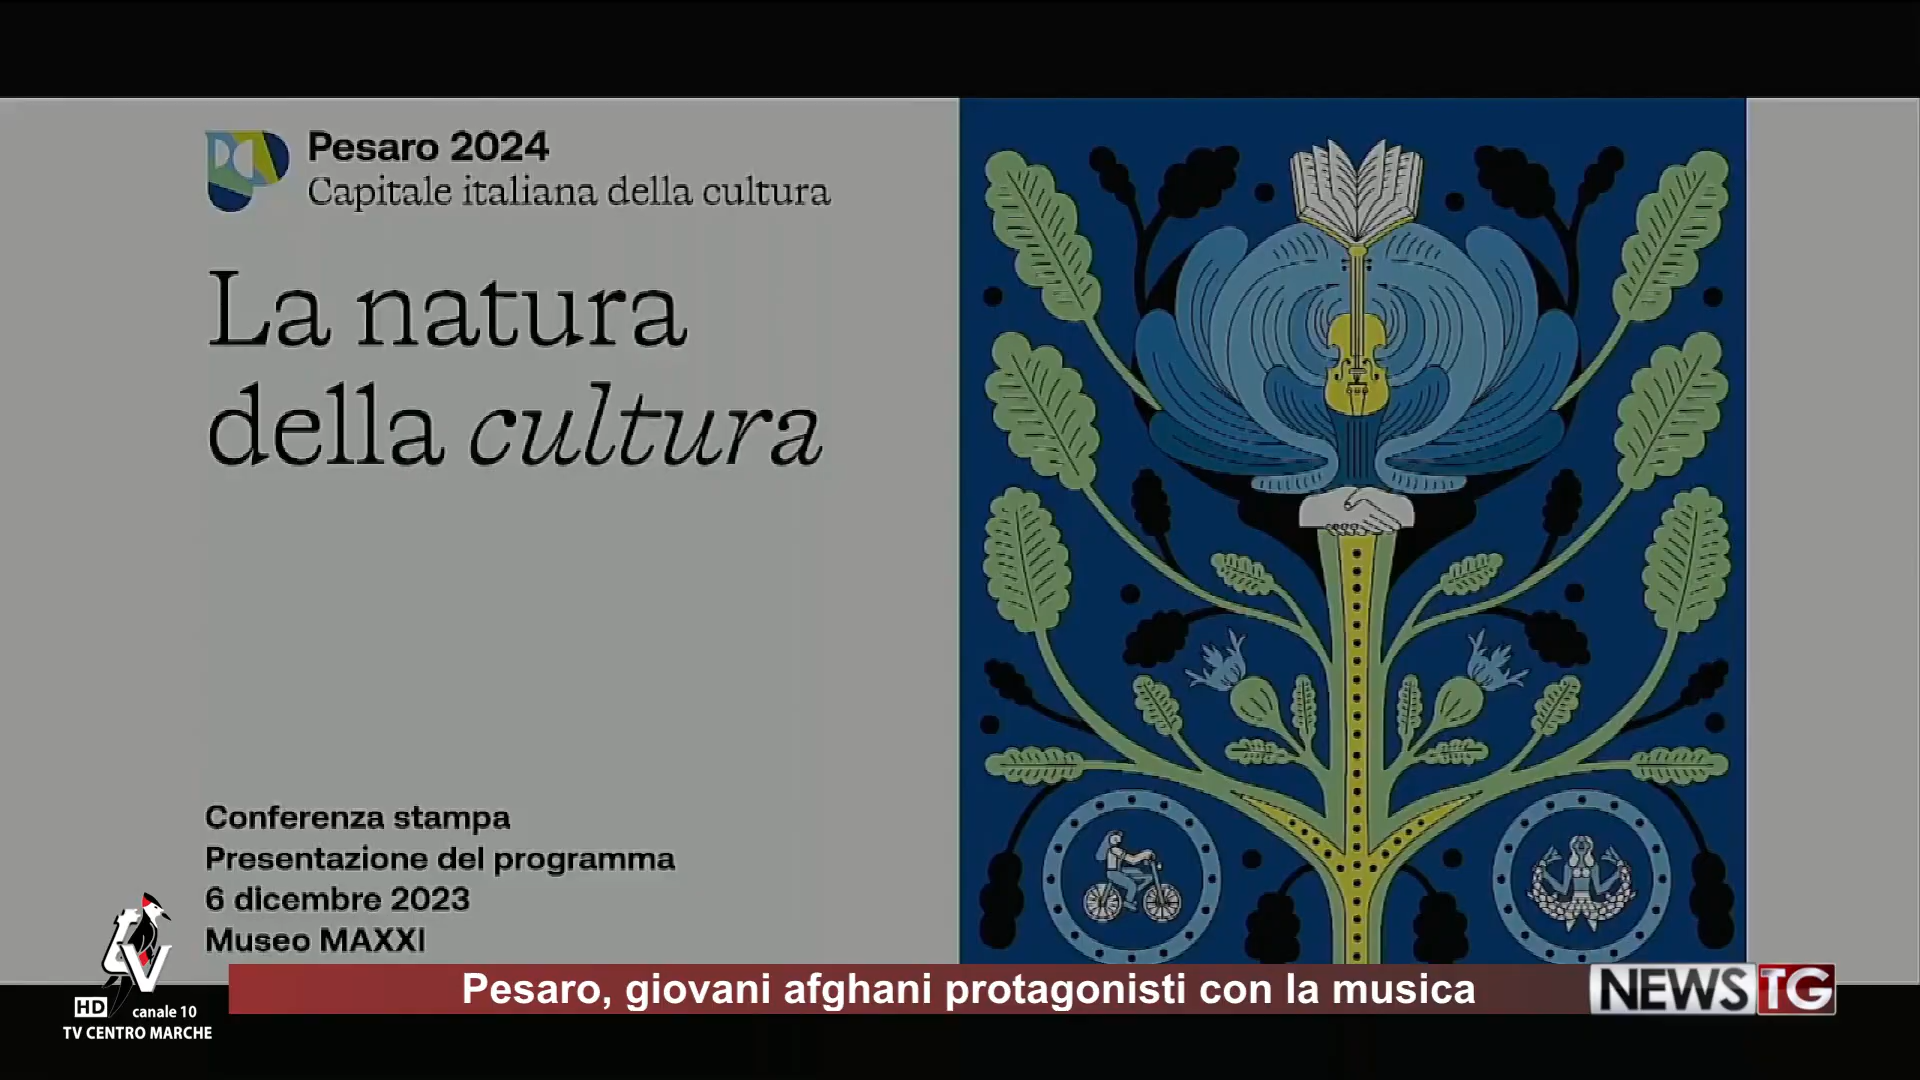 Pesaro 2024
Capitale italiana della cultura
La natura
della cultura
Conferenza stampa
Presentazione del programma
6 dicembre 2023
Museo MAXXI
Pesaro, giovani afghani protagonisti con la musica
NEWS TG
TV
HD canale 10
TV CENTRO MARCHE